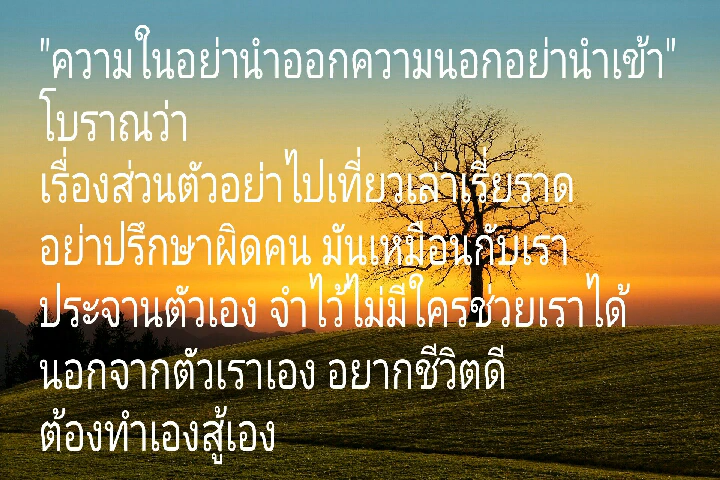 "ความในอย่านำออกความนอกอย่านำเข้า"
โบราณว่า
เรื่องส่วนตัวอย่าไปเที่ยวเล่าเรี่ยราด
อย่าปรึกษาผิดคน มันเหมือนกับเรา
ประจานตัวเอง จำไว้ไม่มีใครช่วยเราได้
นอกจากตัวเราเอง อยากชีวิตดี
ต้องทำเองสู้เอง